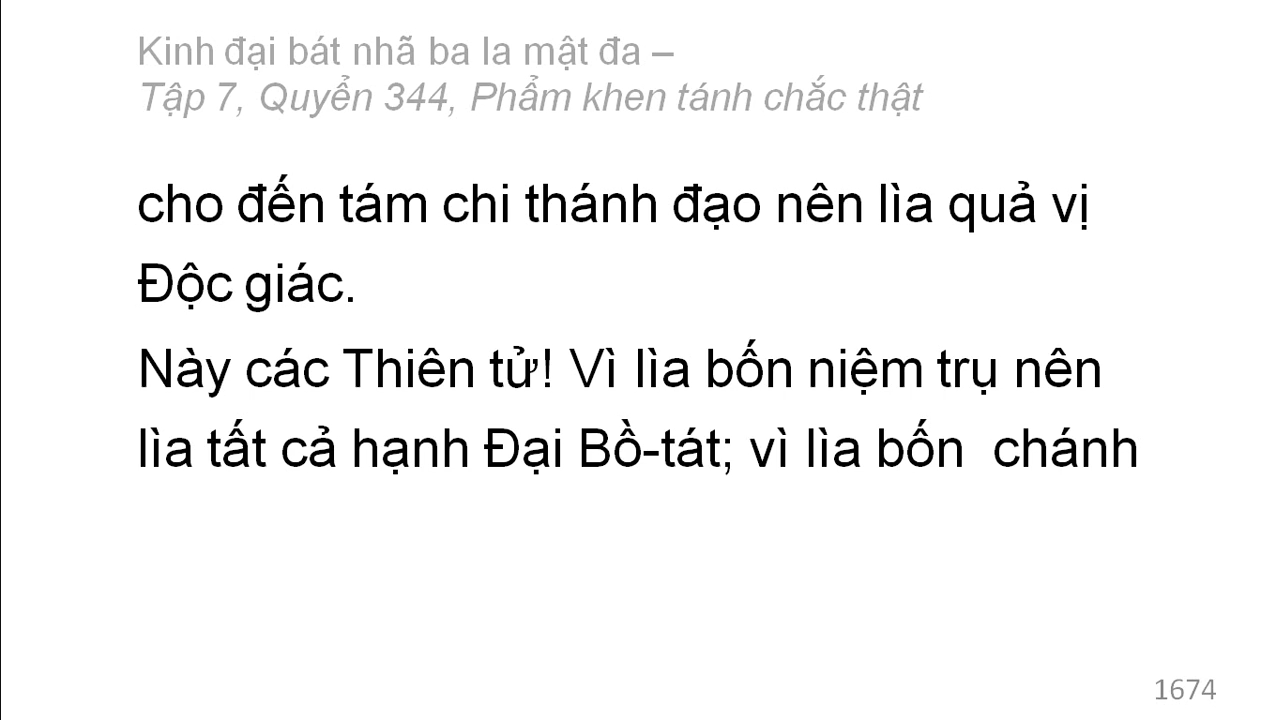 Kinh đại bát nhã ba la mật đa –
Tập 7, Quyển 344, Phẩm khen tánh chắc thật
cho đến tám chi thánh đạo nên lìa quả vị
Độc giác.
Này các Thiên tử! Vì lìa bốn niệm trụ nên
lìa tất cả hạnh Đại Bồ-tát; vì lìa bốn  chánh
1674